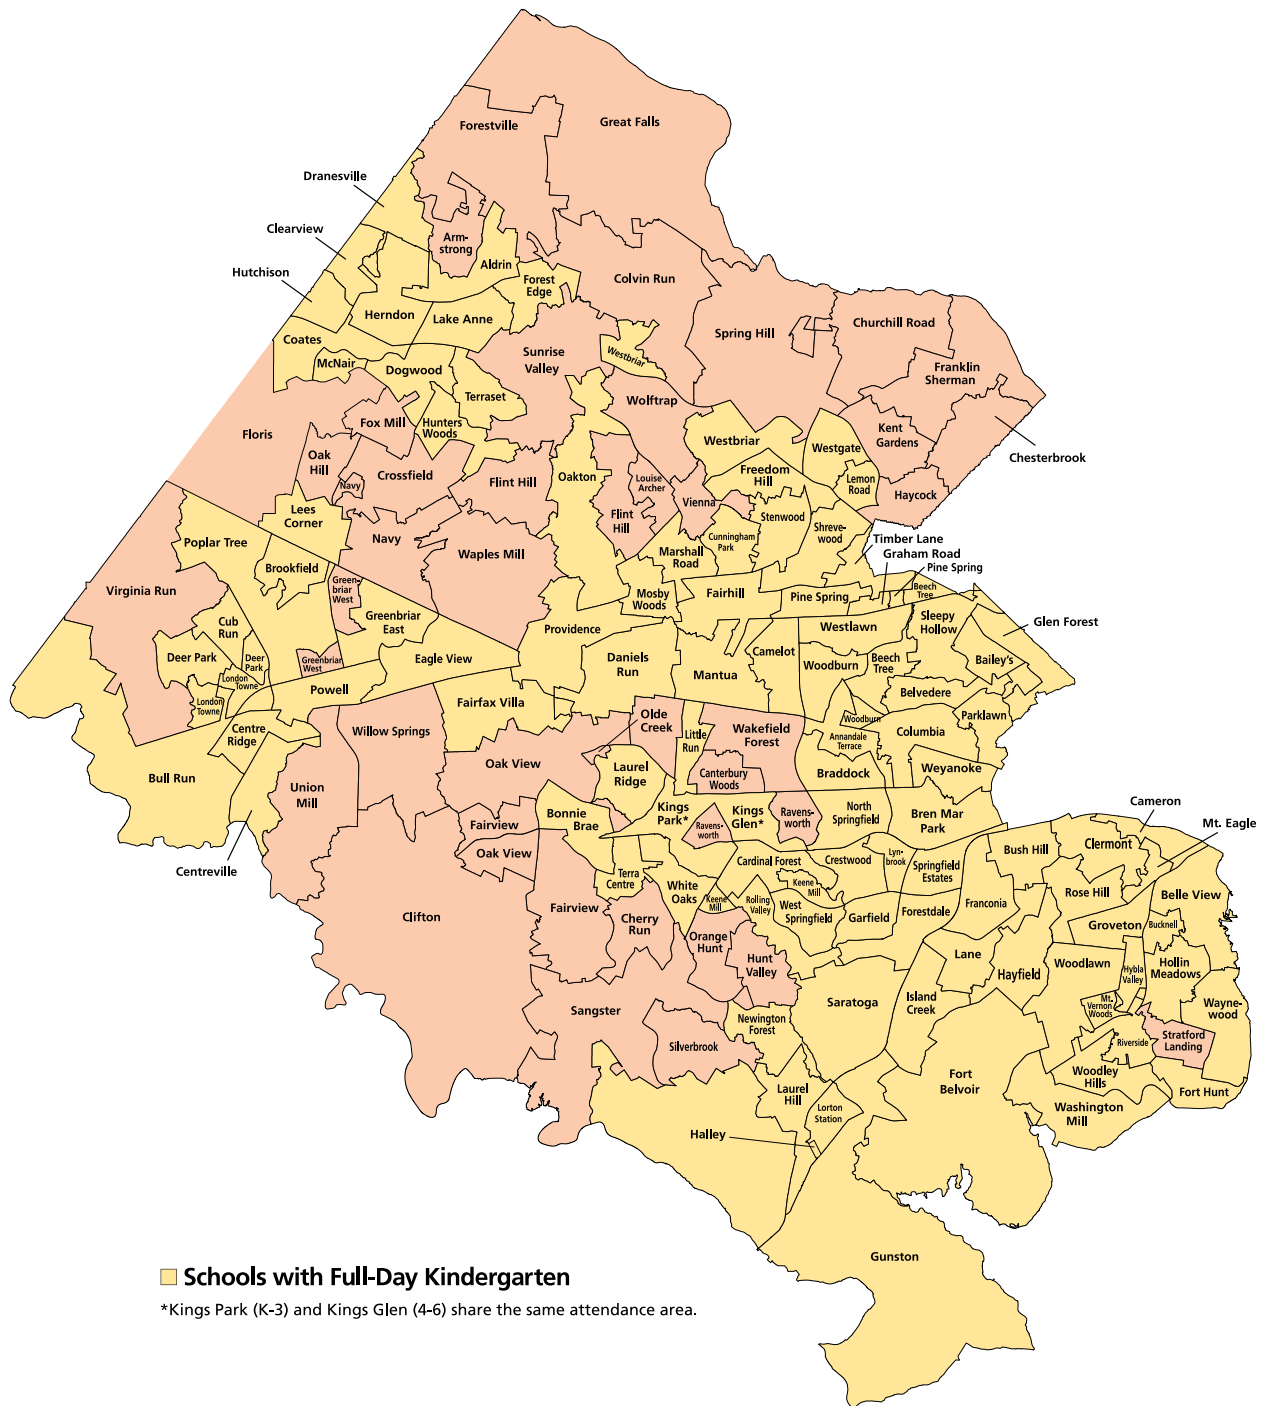 Great Falls
Forestville
Dranesville
Clearview
Arm-
strong
Aldrin
Hutchison
Forest
Edge
Colvin Run
Herndon
Lake Anne
Spring Hill
Churchill Road
Coates
McNair
Dogwood
Sunrise
Valley
Westbriar
Franklin
Sherman
Terraset
Wolftrap
Floris
Fox Mill
Hunters
Woods
Westbriar
Westgate
Kent
Gardens
Chesterbrook
Oak
Hill
Navy
Crossfield
Flint Hill
Oakton
Louise
Archer
Freedom
Hill
Lemon
Road
Haycock
Lees
Corner
Flint
Hill
Vienna
Stenwood
Shreve-
wood
Poplar Tree
Navy
Waples Mill
Cunningham
Park
Marshall
Road
Timber Lane
Graham Road
Pine Spring
Brookfield
Virginia Run
Green-
briar
West
Mosby
Woods
Fairhill
Pine Spring
Beech
Tree
Greenbriar
East
Cub
Run
Providence
Westlawn
Sleepy
Hollow
Glen Forest
Deer Park
Deer
Park
Greenbriar
West
Eagle View
Daniels
Run
Mantua
Camelot
Woodburn
Beech
Tree
Bailey's
London
Towne
London
Towne
Powell
Fairfax Villa
Belvedere
Centre
Ridge
Willow Springs
Olde
Creek
Little
Run
Wakefield
Forest
Woodburn
Annandale
Terrace
Columbia
Parklawn
Bull Run
Union
Mill
Oak View
Laurel
Ridge
Canterbury
Woods
Braddock
Weyanoke
Centreville
Fairview
Bonnie
Brae
Kings
Park*
Ravens-
worth
Kings
Glen*
Ravens-
worth
North
Springfield
Bren Mar
Park
Cameron
Mt. Eagle
Oak View
Terra
Centre
Cardinal Forest
Crestwood
Lyn-
brook
Springfield
Estates
Bush Hill
Clermont
Clifton
Fairview
Cherry
Run
White
Oaks
Keene
Mill
Keene
Mill
Rolling
Valley
West
Springfield
Garfield
Forestdale
Franconia
Rose Hill
Belle View
Orange
Hunt
Hunt
Valley
Groveton
Bucknell
Lane
Hayfield
Woodlawn
Hybla
Valley
Hollin
Meadows
Sangster
Silverbrook
Newington
Forest
Saratoga
Island
Creek
Mt.
Vernon
Woods
Wayne-
wood
Riverside
Stratford
Landing
Laurel
Hill
Lorton
Station
Fort
Belvoir
Woodley
Hills
Fort Hunt
Washington
Mill
Halley
Gunston
Schools with Full-Day Kindergarten
*Kings Park (K-3) and Kings Glen (4-6) share the same attendance area.